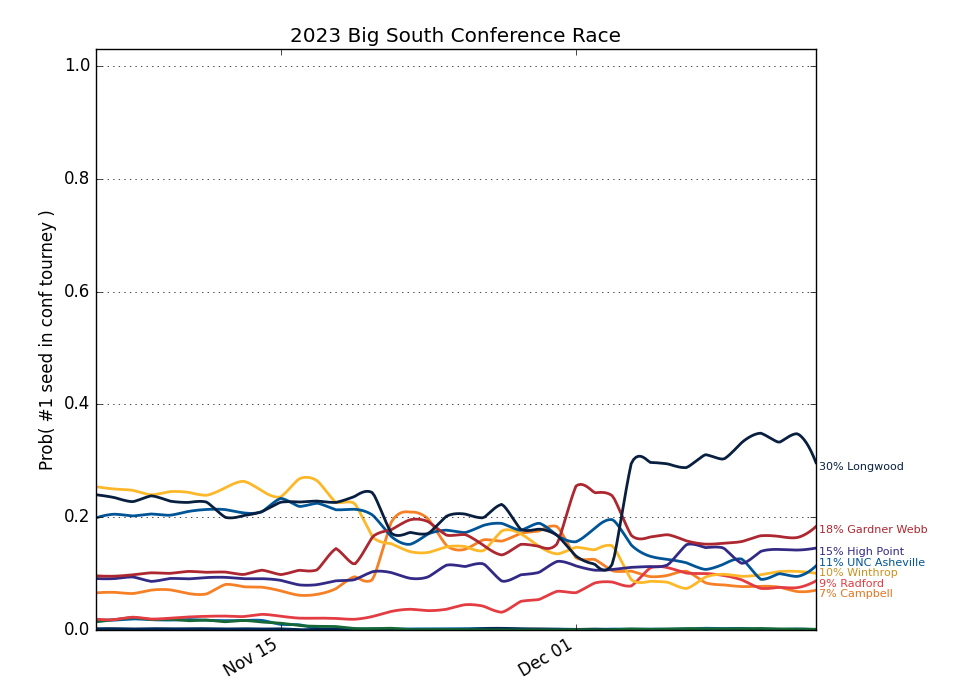 2023 Big South Conference Race
Prob( #1 seed in conf tourney )
1.0
0.8
0.6
0.4
0.2
0.0
Nov 15
Dec 01
30% Longwood
18% Gardner Webb
15% High Point
11% UNC Asheville
10% Winthrop
9% Radford
7% Campbell